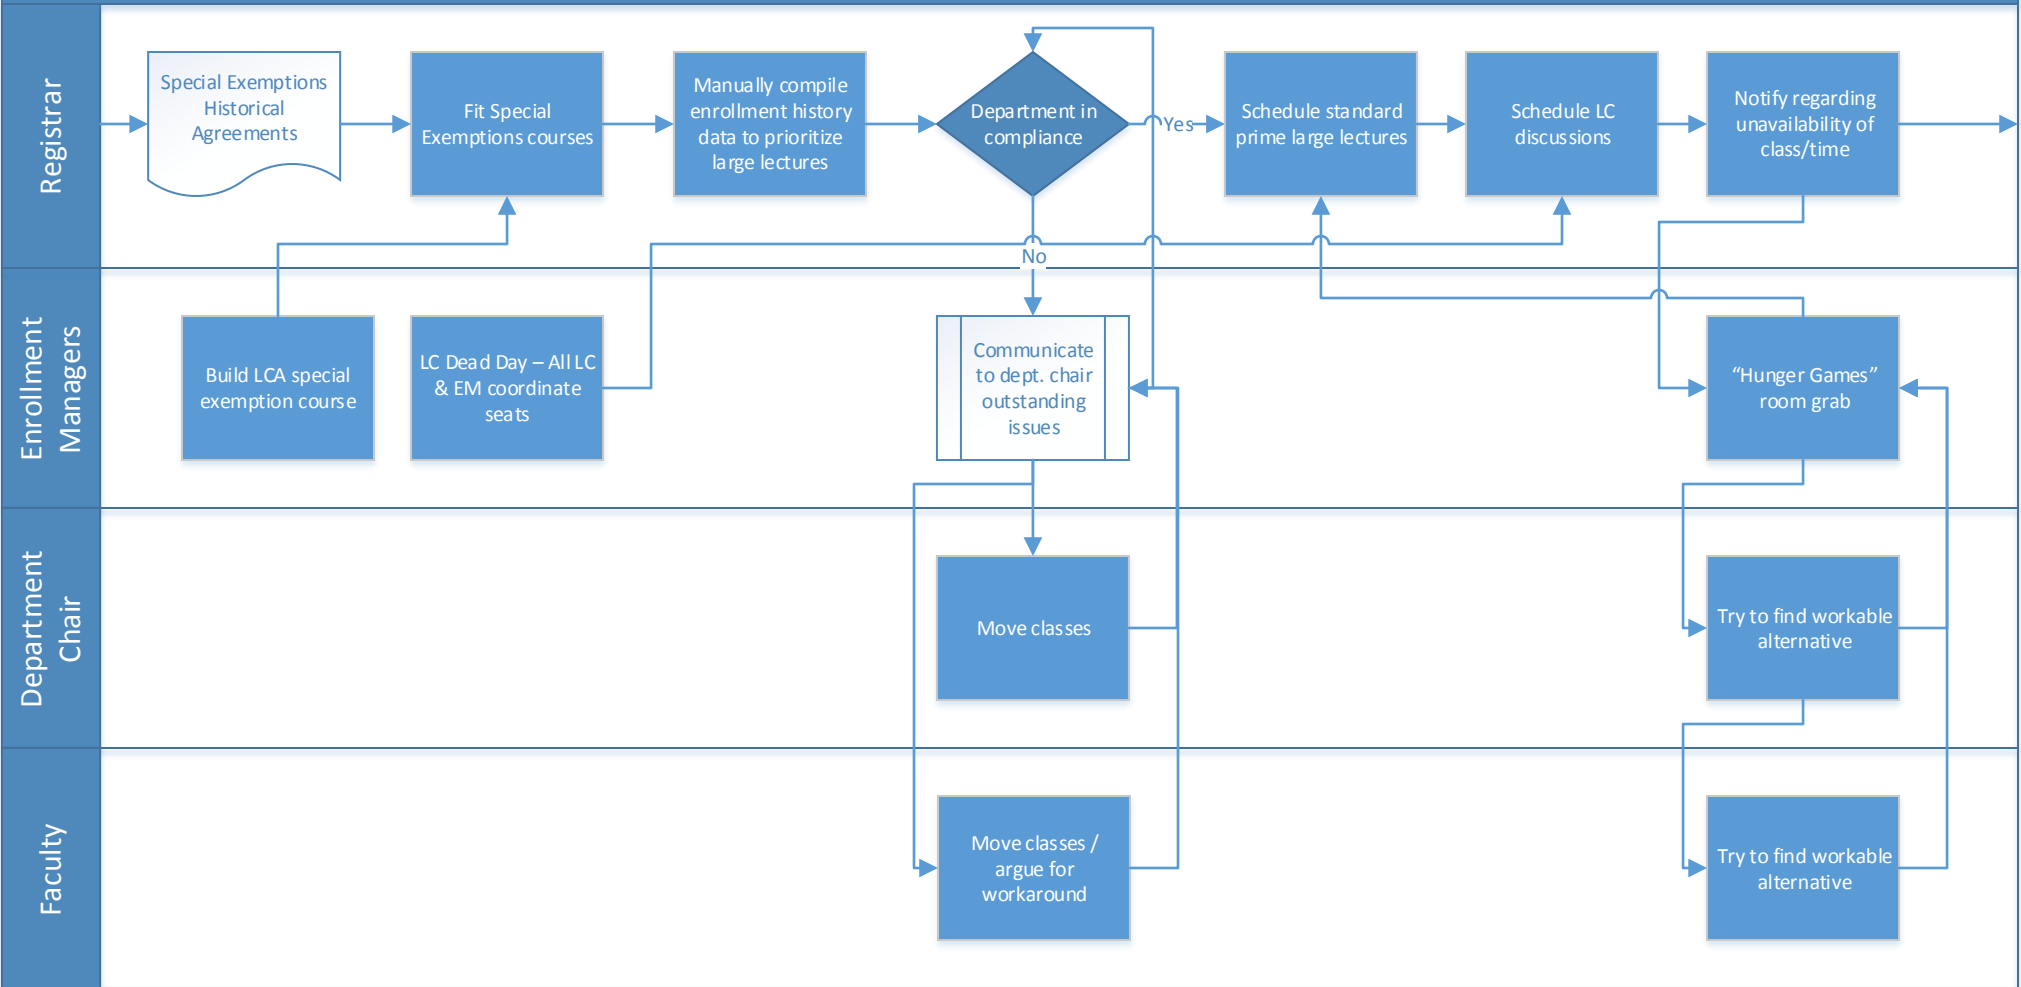 Registrar
Special Exemptions
Historical
Agreements
Fit Special
Exemptions courses
Manually compile
enrollment history
data to prioritize
large lectures
Department in
compliance
Yes
No
Schedule standard
prime large lectures
Schedule LC
discussions
Notify regarding
unavailability of
class/time
Enrollment
Managers
Build LCA special
exemption course
LC Dead Day – All LC
& EM coordinate
seats
Communicate
to dept. chair
outstanding
issues
“Hunger Games”
room grab
Department
Chair
Move classes
Try to find workable
alternative
Faculty
Move classes /
argue for
workaround
Try to find workable
alternative